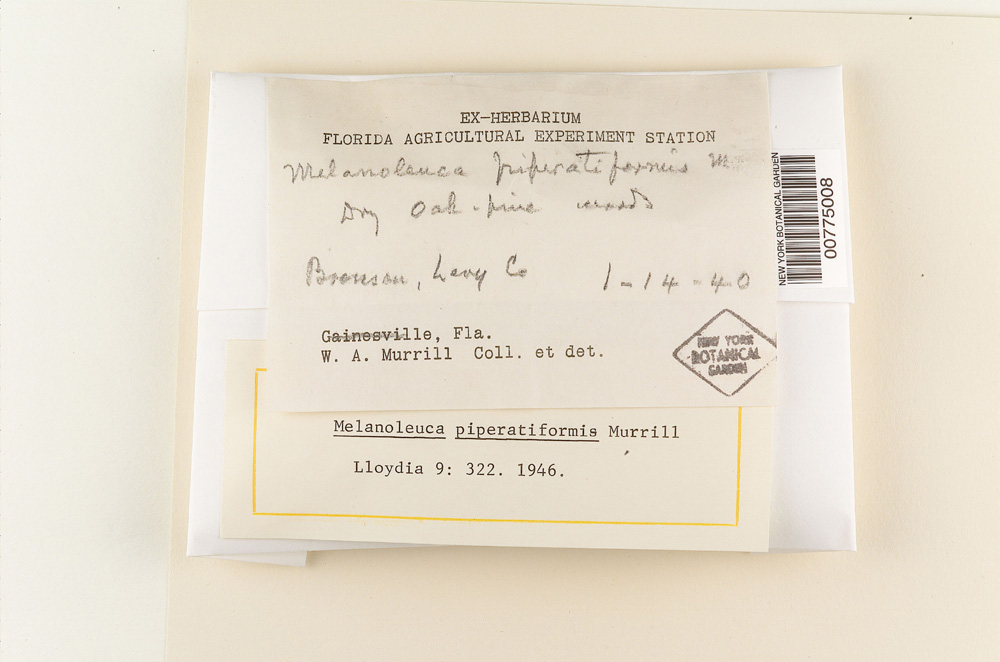 EX-HERBARIUM
FLORIDA AGRICULTURAL EXPERIMENT STATION
Melanoleuca piperatiformis M
Dry Oak-pine woods
Bronson, Levy Co 1-14-40
Gainesville, Fla.
W. A. Murrill Coll. et det.
NEW YORK
BOTANICAL
GARDEN
Melanoleuca piperatiformis Murrill
Lloydia 9: 322. 1946.
NEW YORK BOTANICAL GARDEN
00775008